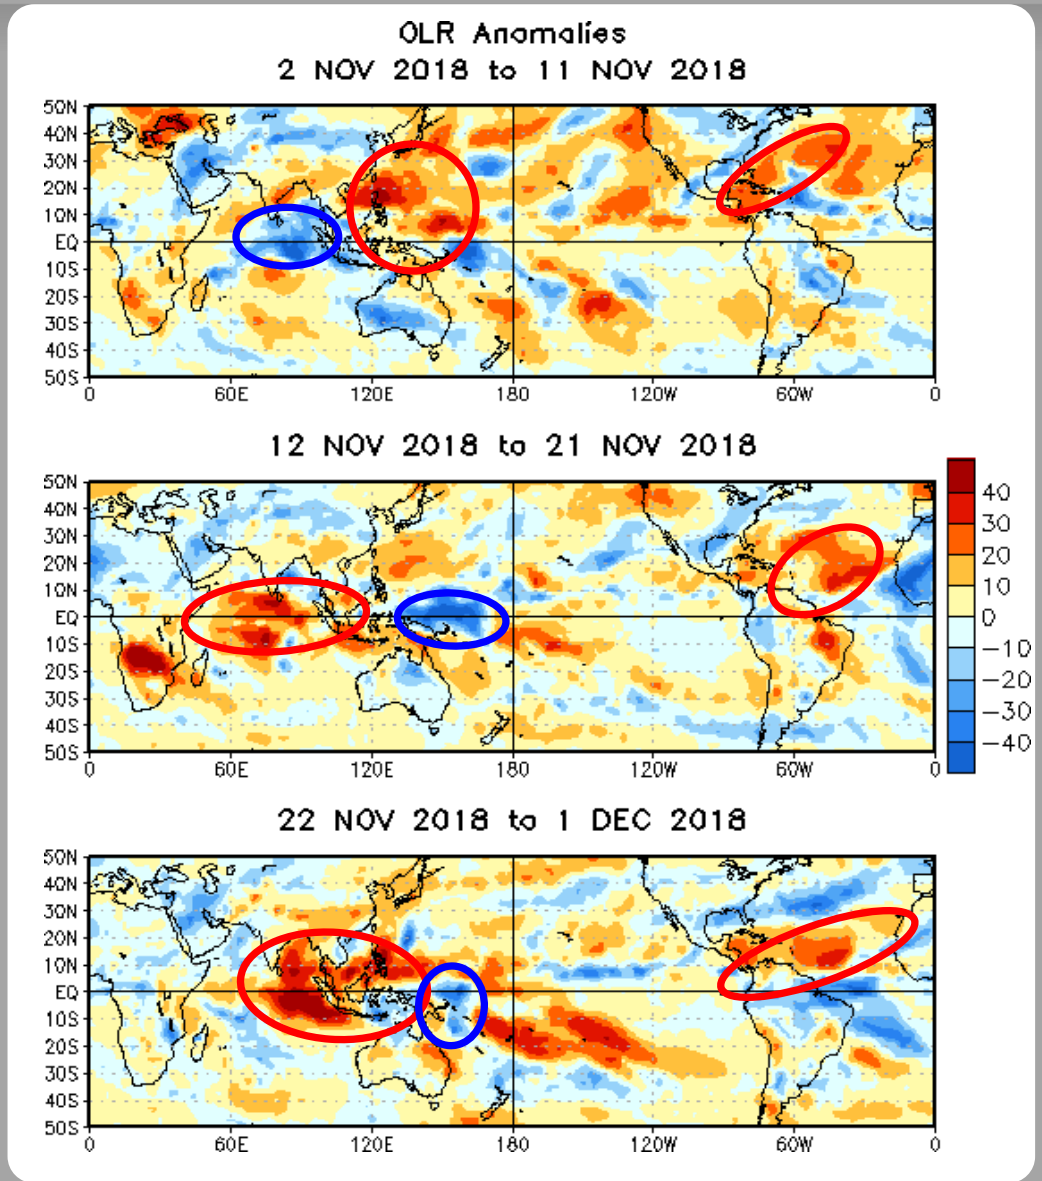 OLR Anomalies
2 NOV 2018 to 11 NOV 2018
50N
40N
30N
20N
10N
EQ
10S
20S
30S
40S
50S
0 60E 120E 180 120W 60W 0
12 NOV 2018 to 21 NOV 2018
50N
40N
30N
20N
10N
EQ
10S
20S
30S
40S
50S
0 60E 120E 180 120W 60W 0
40
30
20
10
0
−10
−20
−30
−40
22 NOV 2018 to 1 DEC 2018
50N
40N
30N
20N
10N
EQ
10S
20S
30S
40S
50S
0 60E 120E 180 120W 60W 0